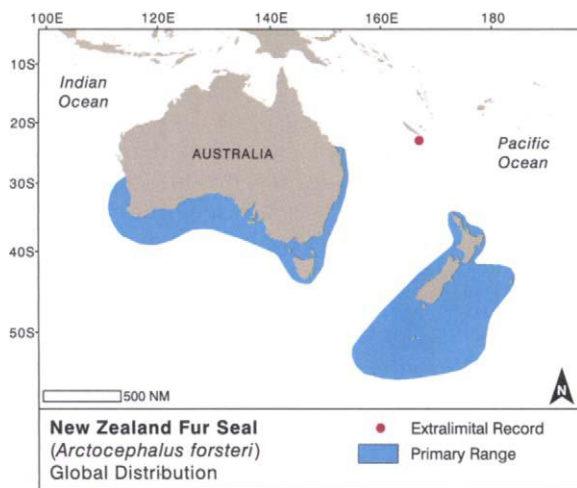 100E 120E 140E 160E 180
10S
Indian
Ocean
20S
AUSTRALIA
Pacific
Ocean
30S
40S
50S
500 NM
N
New Zealand Fur Seal
(Arctocephalus forsteri)
Global Distribution
Extralimital Record
Primary Range